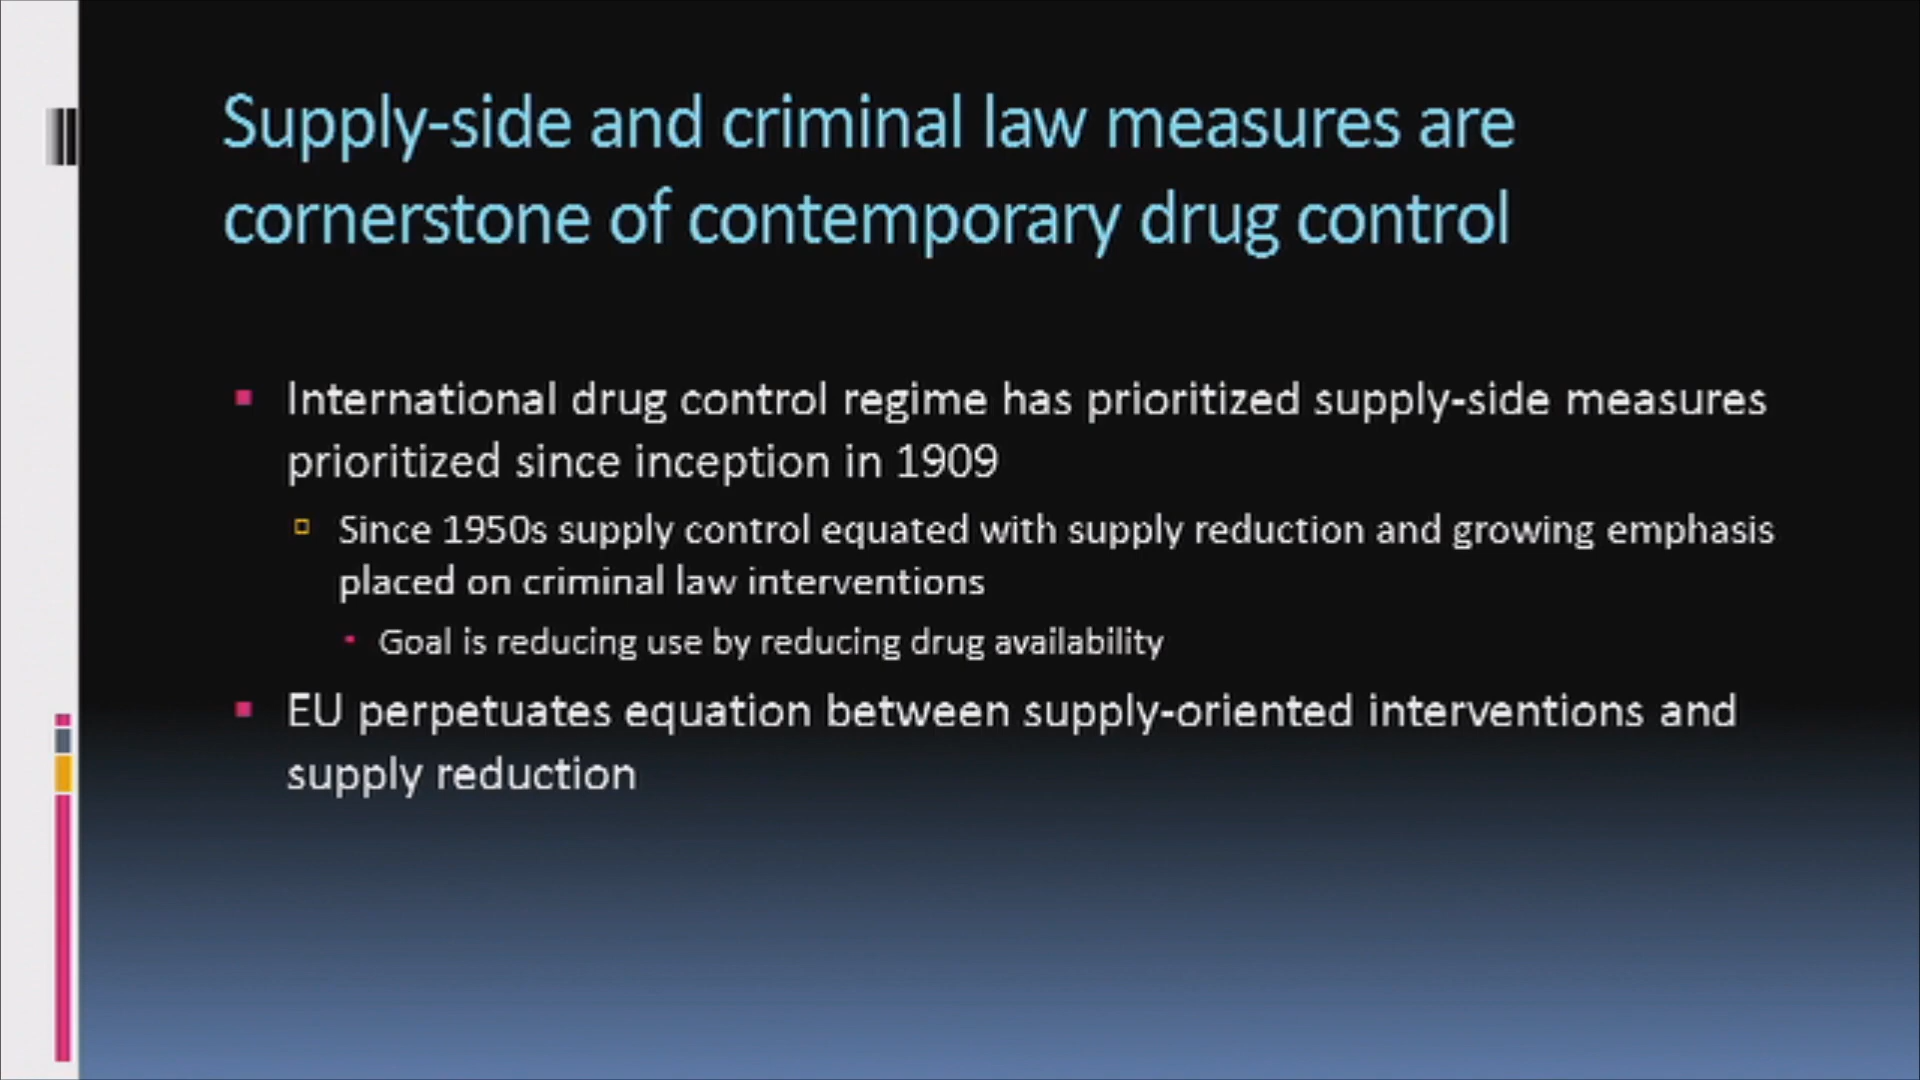 Supply-side and criminal law measures are
cornerstone of contemporary drug control
International drug control regime has prioritized supply-side measures
prioritized since inception in 1909
Since 1950s supply control equated with supply reduction and growing emphasis
placed on criminal law interventions
Goal is reducing use by reducing drug availability
EU perpetuates equation between supply-oriented interventions and
supply reduction